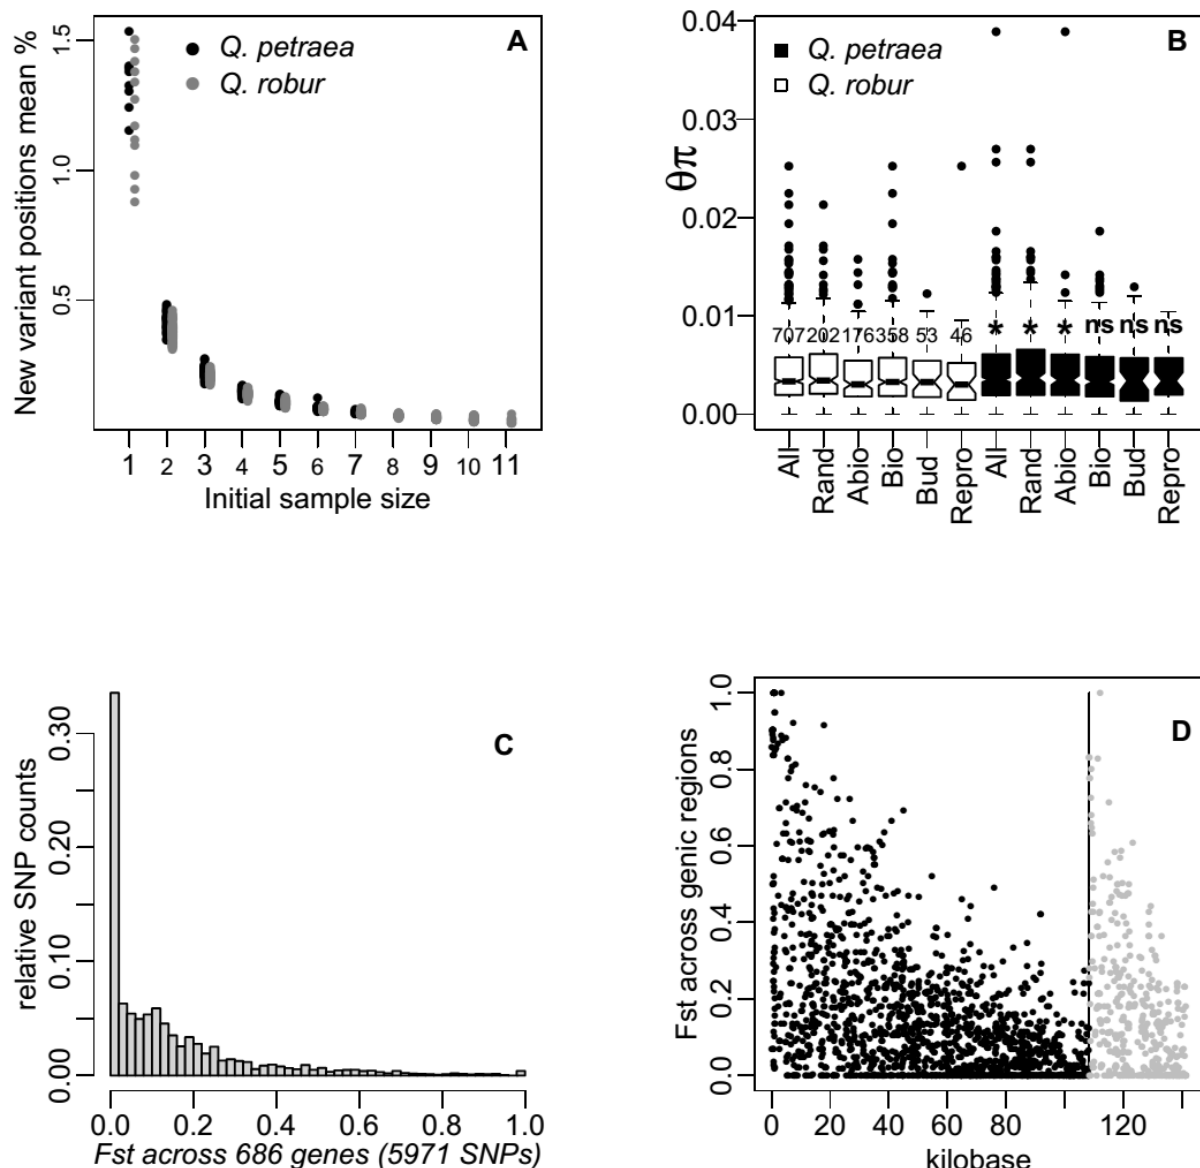 New variant positions mean %
1.5
1.0
0.5
Q. petraea
Q. robur
A
1 2 3 4 5 6 7 8 9 10 11
Initial sample size
θπ
0.04
0.03
0.02
0.01
0.00
Q. petraea
Q. robur
B
707 202 176 358 53 46 * * * ns ns ns
All Rand Abio Bio Bud Repro All Rand Abio Bio Bud Repro
relative SNP counts
0.30
0.20
0.10
0.00
C
0.0 0.2 0.4 0.6 0.8 1.0
Fst across 686 genes (5971 SNPs)
Fst across genic regions
1.0
0.8
0.6
0.4
0.2
0.0
D
0 20 40 60 80 120
kilobase